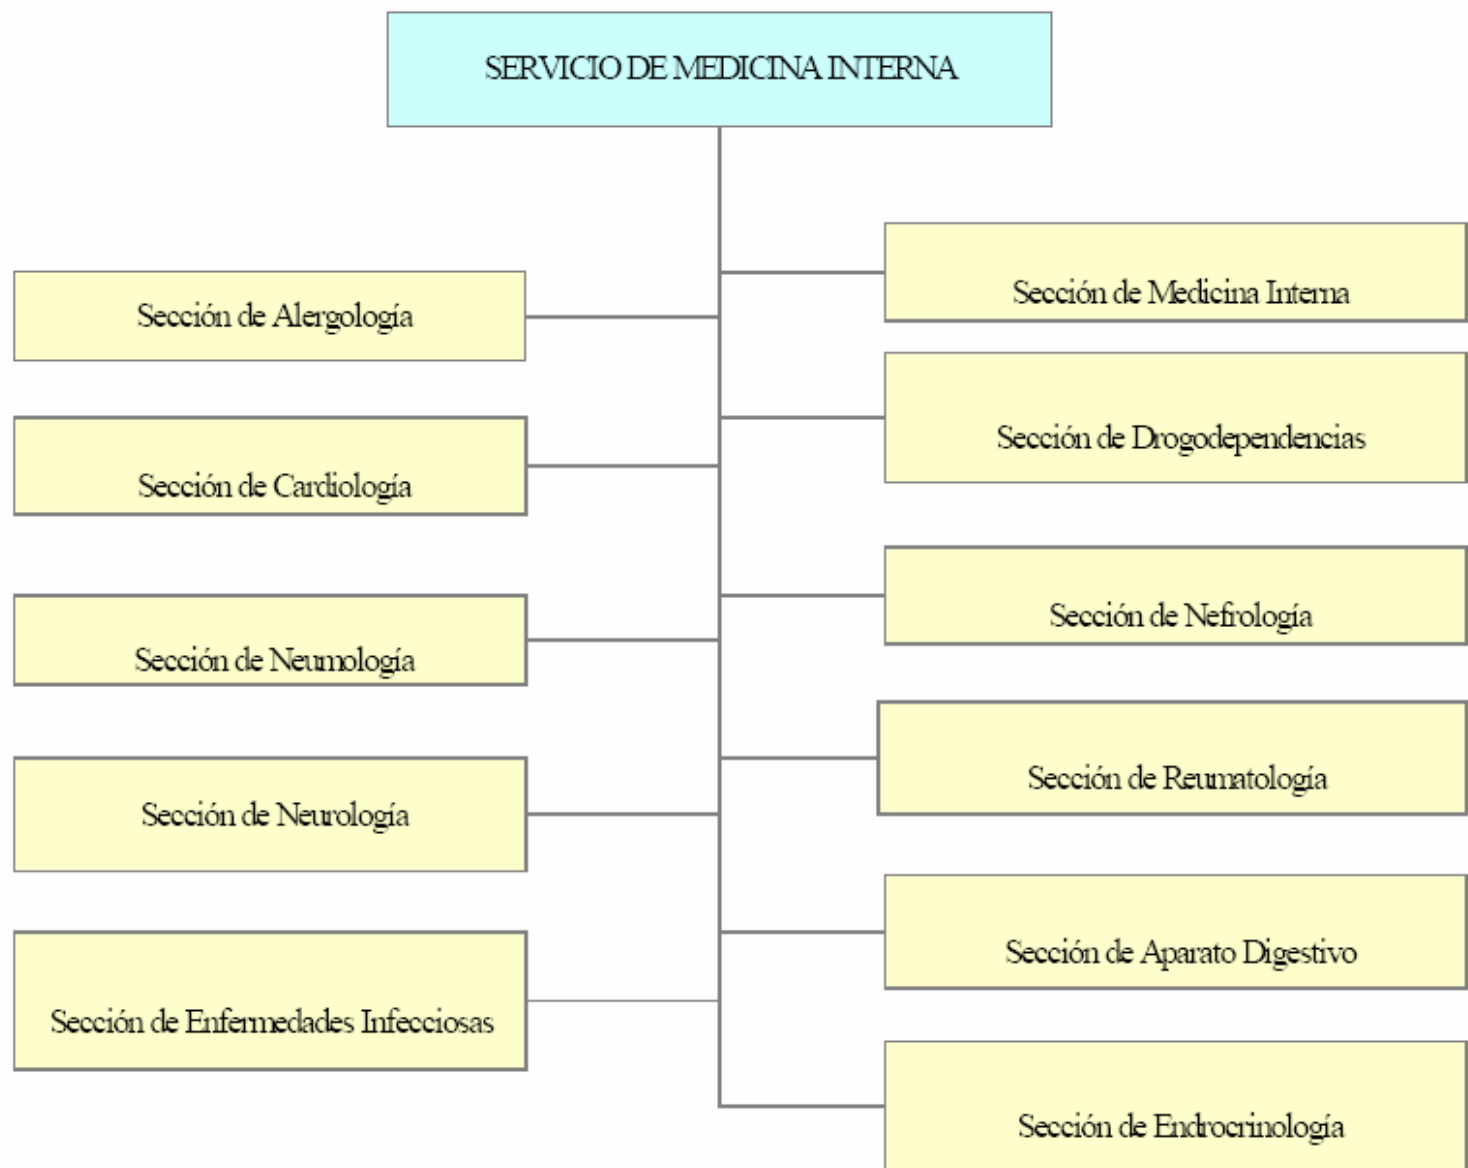 SERVICIO DE MEDICINA INTERNA
Sección de Alergología
Sección de Cardiología
Sección de Neumología
Sección de Neurología
Sección de Enfermedades Infecciosas
Sección de Medicina Interna
Sección de Drogodependencias
Sección de Nefrología
Sección de Reumatología
Sección de Aparato Digestivo
Sección de Endrocrinología